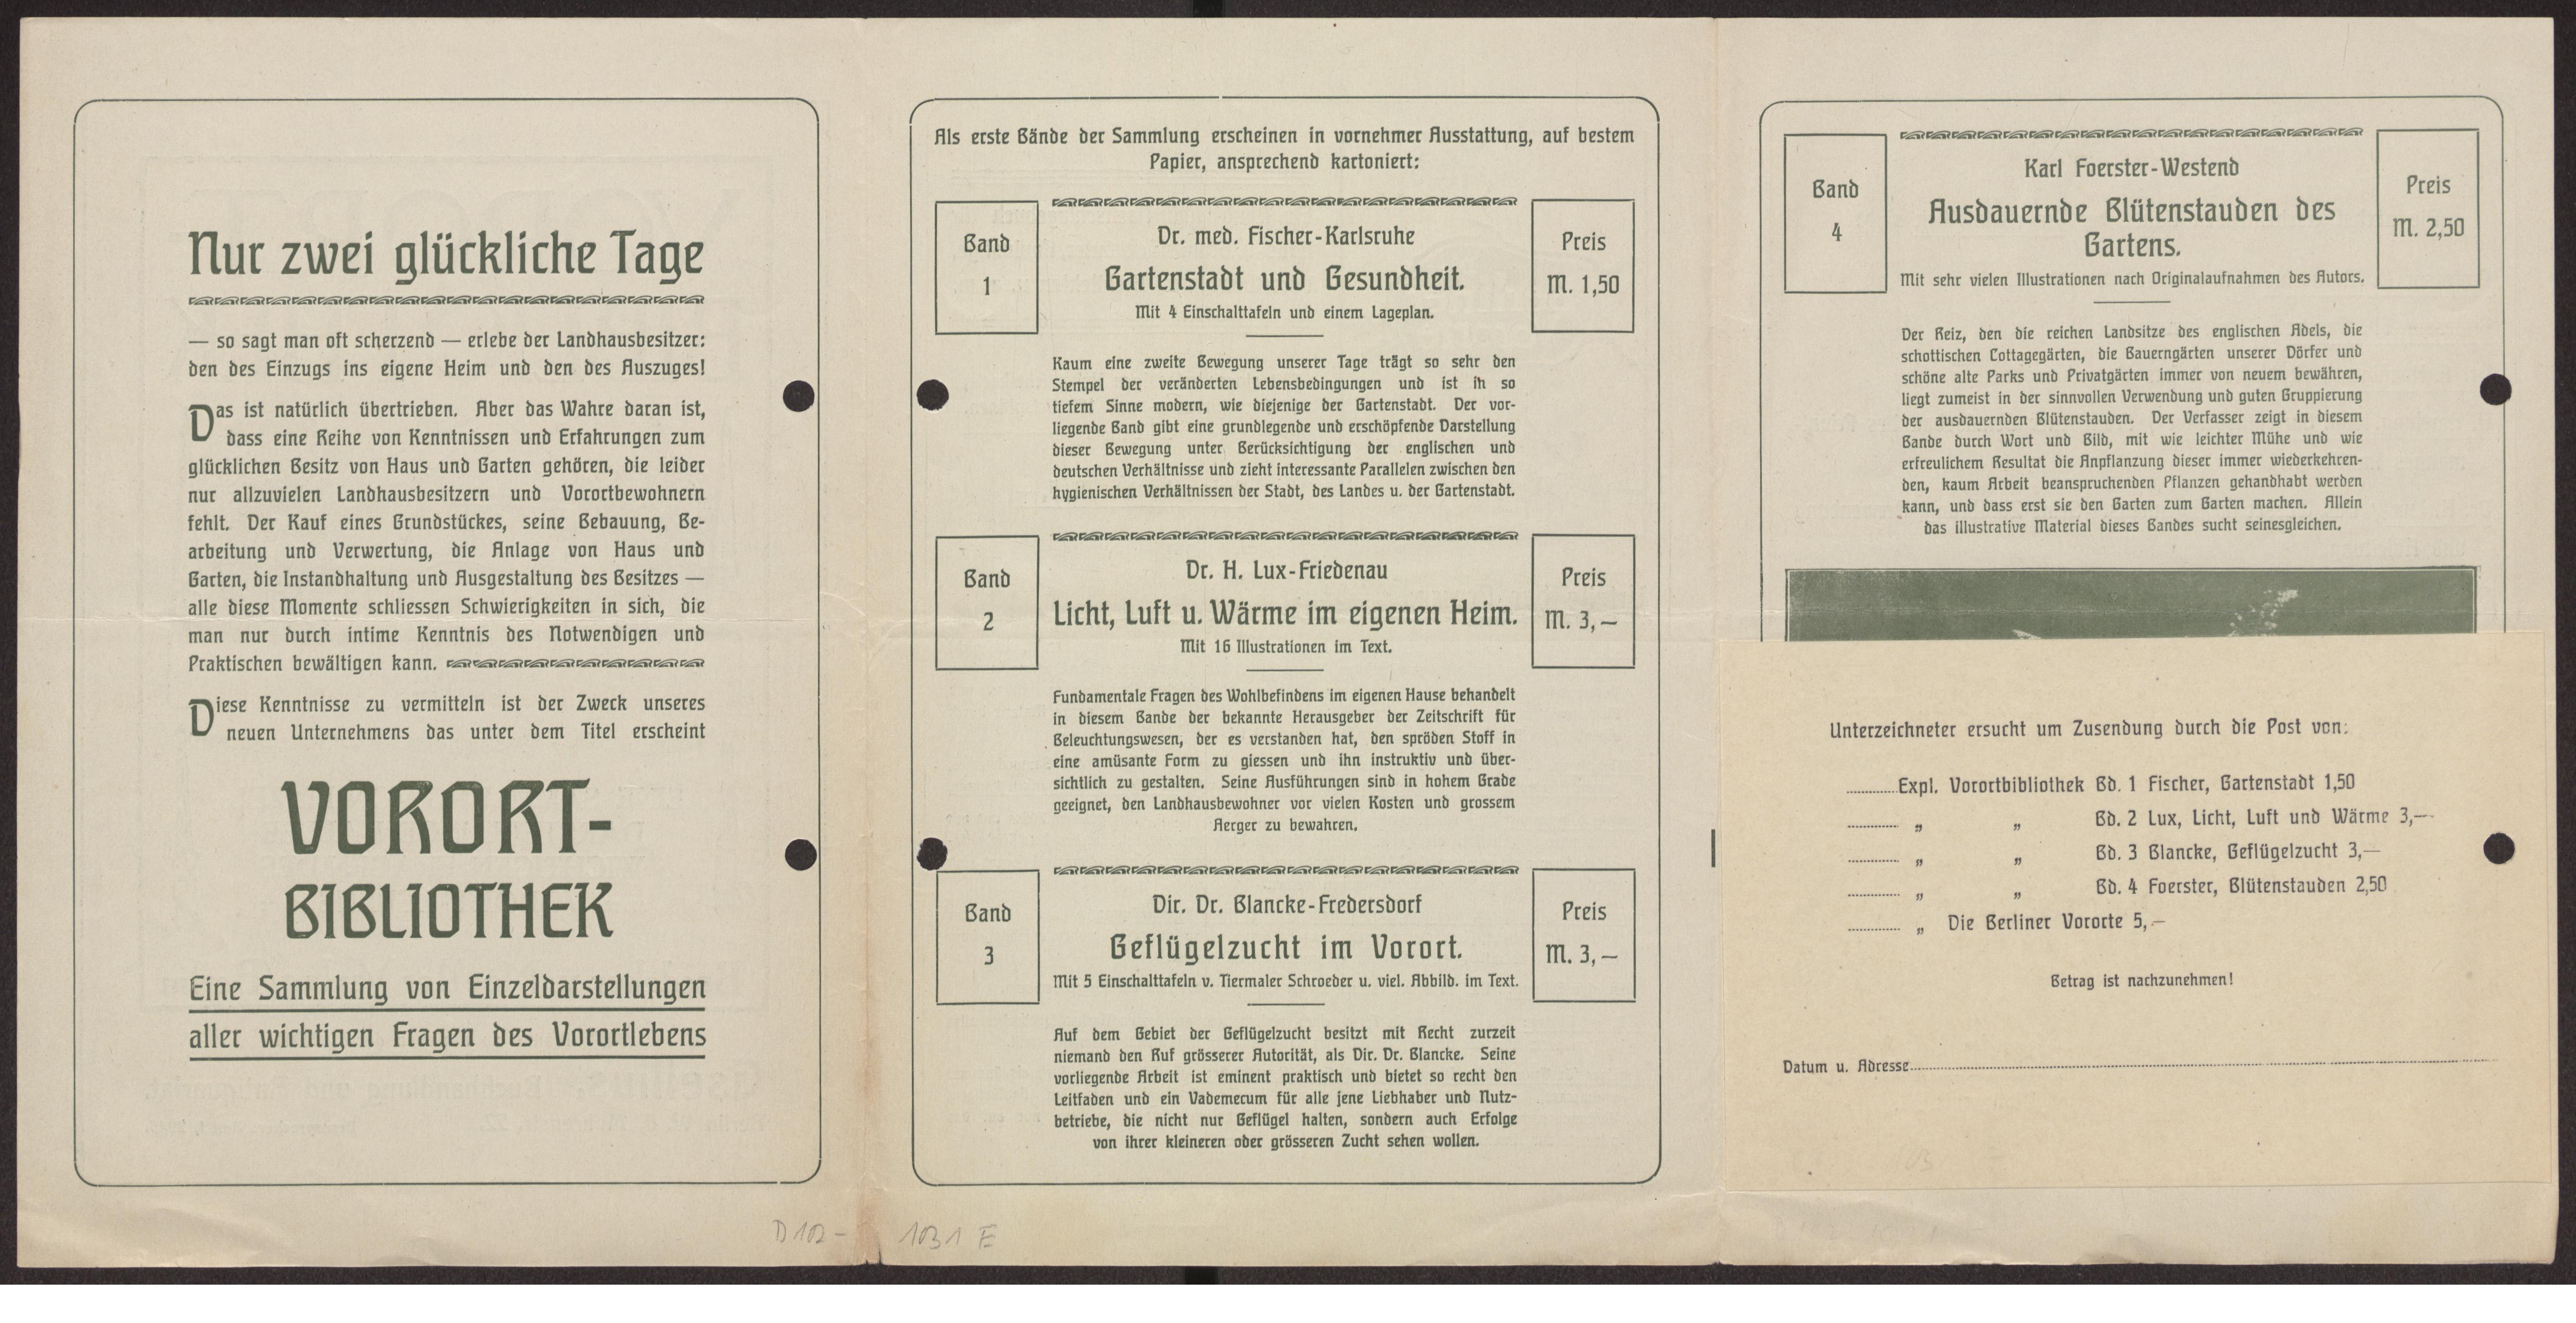 Nur zwei glückliche Tage
— so sagt man oft scherzend — erlebe der Landhausbesitzer:
den des Einzugs ins eigene Heim und den des Auszuges!
Das ist natürlich übertrieben. Aber das Wahre daran ist,
dass eine Reihe von Kenntnissen und Erfahrungen zum
glücklichen Besitz von Haus und Garten gehören, die leider
nur allzuvielen Landhausbesitzern und Vorortbewohnern
fehlt. Der Kauf eines Grundstückes, seine Bebauung, Be-
arbeitung und Verwertung, die Anlage von Haus und
Garten, die Instandhaltung und Ausgestaltung des Besitzes —
alle diese Momente schliessen Schwierigkeiten in sich, die
man nur durch intime Kenntnis des Notwendigen und
Praktischen bewältigen kann.
Diese Kenntnisse zu vermitteln ist der Zweck unseres
neuen Unternehmens das unter dem Titel erscheint
VORORT-
BIBLIOTHEK
Eine Sammlung von Einzeldarstellungen
aller wichtigen Fragen des Vorortlebens
D 102 –
Als erste Bände der Sammlung erscheinen in vornehmer Ausstattung, auf bestem
Papier, ansprechend kartoniert:
Band
1
Dr. med. Fischer-Karlsruhe
Gartenstadt und Gesundheit.
Mit 4 Einschalttafeln und einem Lageplan.
Preis
M. 1,50
Kaum eine zweite Bewegung unserer Tage trägt so sehr den
Stempel der veränderten Lebensbedingungen und ist in so
tiefem Sinne modern, wie diejenige der Gartenstadt. Der vor-
liegende Band gibt eine grundlegende und erschöpfende Darstellung
dieser Bewegung unter Berücksichtigung der englischen und
deutschen Verhältnisse und zieht interessante Parallelen zwischen den
hygienischen Verhältnissen der Stadt, des Landes u. der Gartenstadt.
Band
2
Dr. H. Lux-Friedenau
Licht, Luft u. Wärme im eigenen Heim.
Mit 16 Illustrationen im Text.
Preis
M. 3,—
Fundamentale Fragen des Wohlbefindens im eigenen Hause behandelt
in diesem Bande der bekannte Herausgeber der Zeitschrift für
Beleuchtungswesen, der es verstanden hat, den spröden Stoff in
eine amüsante Form zu giessen und ihn instruktiv und über-
sichtlich zu gestalten. Seine Ausführungen sind in hohem Grade
geeignet, den Landhausbewohner vor vielen Kosten und grossem
Aerger zu bewahren.
Band
3
Dir. Dr. Blancke-Fredersdorf
Geflügelzucht im Vorort.
Mit 5 Einschalttafeln v. Tiermaler Schroeder u. viel. Abbild. im Text.
Preis
M. 3,—
Auf dem Gebiet der Geflügelzucht besitzt mit Recht zurzeit
niemand den Ruf grösserer Autorität, als Dir. Dr. Blancke. Seine
vorliegende Arbeit ist eminent praktisch und bietet so recht den
Leitfaden und ein Vademecum für alle jene Liebhaber und Nutz-
betriebe, die nicht nur Geflügel halten, sondern auch Erfolge
von ihrer kleineren oder grösseren Zucht sehen wollen.
1031 E
Band
4
Karl Foerster-Westend
Ausdauernde Blütenstauden des
Gartens.
Mit sehr vielen Illustrationen nach Originalaufnahmen des Autors.
Preis
M. 2,50
Der Reiz, den die reichen Landsitze des englischen Adels, die
schottischen Cottagegärten, die Bauerngärten unserer Dörfer und
schöne alte Parks und Privatgärten immer von neuem bewähren,
liegt zumeist in der sinnvollen Verwendung und guten Gruppierung
der ausdauernden Blütenstauden. Der Verfasser zeigt in diesem
Bande durch Wort und Bild, mit wie leichter Mühe und wie
erfreulichem Resultat die Anpflanzung dieser immer wiederkehren-
den, kaum Arbeit beanspruchenden Pflanzen gehandhabt werden
kann, und dass erst sie den Garten zum Garten machen. Allein
das illustrative Material dieses Bandes sucht seinesgleichen.
Unterzeichneter ersucht um Zusendung durch die Post von:
............Expl. Vorortbibliothek Bd. 1 Fischer, Gartenstadt 1,50
............ „ „ Bd. 2 Lux, Licht, Luft und Wärme 3,—
............ „ „ Bd. 3 Blancke, Geflügelzucht 3,—
............ „ „ Bd. 4 Foerster, Blütenstauden 2,50
............ „ Die Berliner Vororte 5,—
Betrag ist nachzunehmen!
Datum u. Adresse............